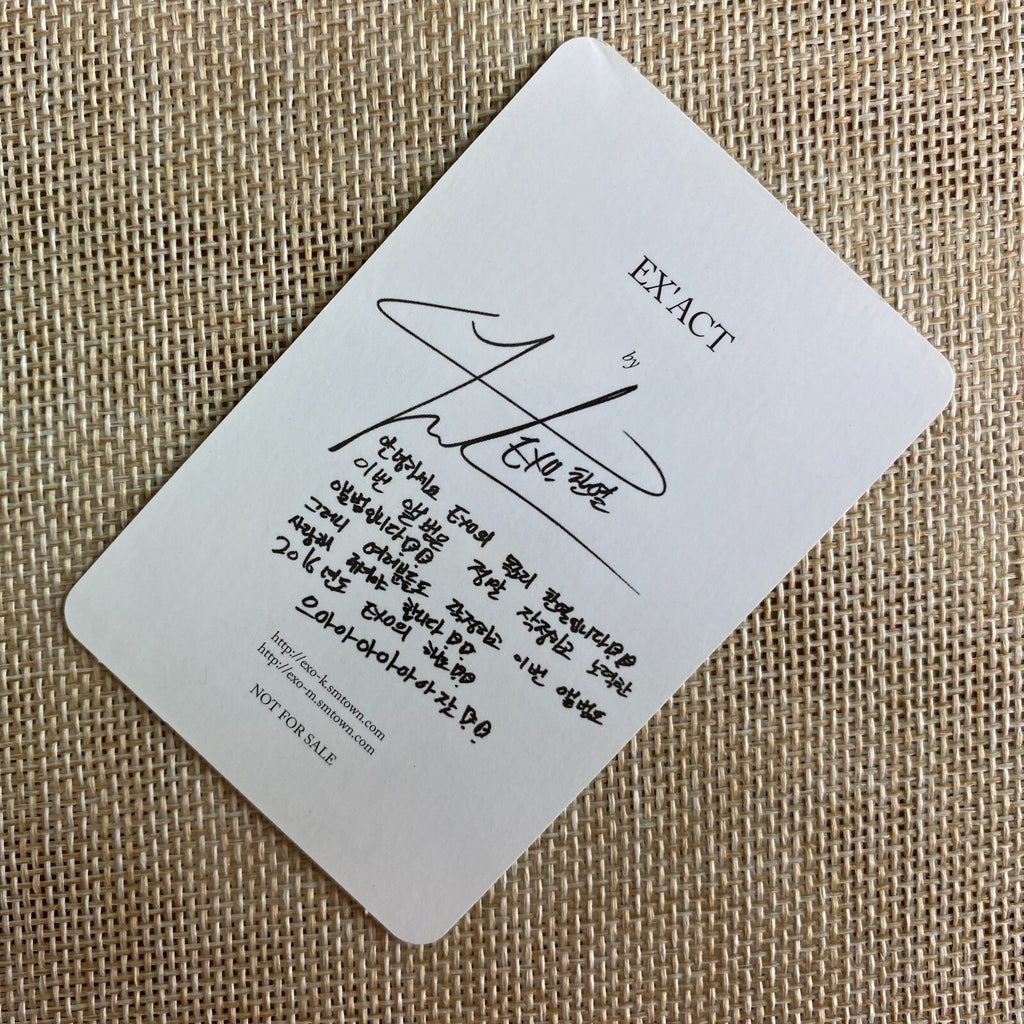 EX'ACT
by
EXO 찬열
안녕하세요 EXO의 찬열입니다!!
이번 앨범은 정말 작정하고 노력한
앨범입니다!!
그러니 여러분들도 작정하고 이번 앨범도
사랑해 주셔야 합니다!!
2016년도 EXO의 해!!
으아아아아아자!!
http://exo-k.smtown.com
http://exo-m.smtown.com
NOT FOR SALE